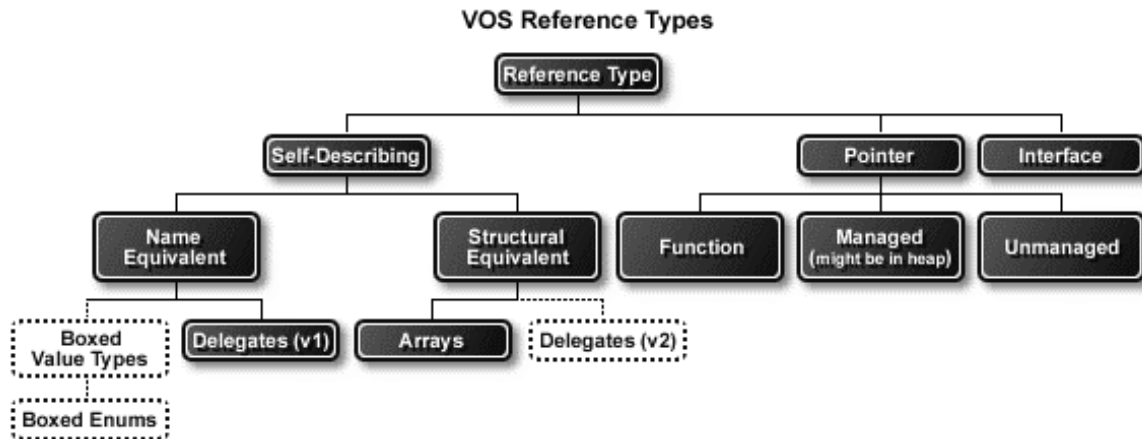 VOS Reference Types
Reference Type
Self-Describing
Pointer
Interface
Name
Equivalent
Structural
Equivalent
Function
Managed
(might be in heap)
Unmanaged
Boxed
Value Types
Delegates (v1)
Arrays
Delegates (v2)
Boxed Enums